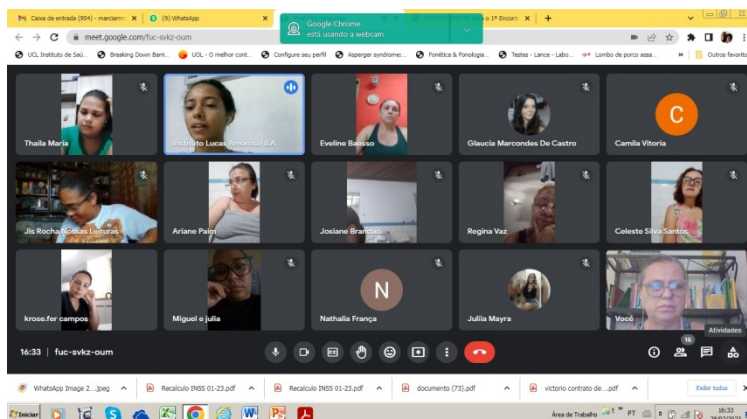 Caixa de entrada (954) - marciarm
(9) WhatsApp
o 1º Encontr
Google Chrome
está usando a webcam
meet.google.com/fuc-svkz-oum
UCL Instituto de Saú...
Breaking Down Barri...
UOL - O melhor cont...
Configure seu perfil
Asperger syndrome:...
Fonética & Fonologia...
Testes - Lance - Labo...
Lombo de porco assa...
Outros favoritos
Thaila Maria
Instituto Lucas Amoroso ILA
Eveline Baosso
Glaucia Marcondes De Castro
C
Camila Vitoria
Jis Rocha Nossas Leituras
Ariane Paim
Josiane Brandão
Regina Vaz
Celeste Silva Santos
krose.fer campos
Miguel e julia
N
Nathalia França
Juliia Mayra
Você
Atividades
16:33 | fuc-svkz-oum
15
WhatsApp Image 2...jpeg
Recalculo INSS 01-23.pdf
Recalculo INSS 01-23.pdf
documento (73).pdf
victorio contrato de...pdf
Exibir todos
Iniciar
Área de Trabalho
PT
16:33